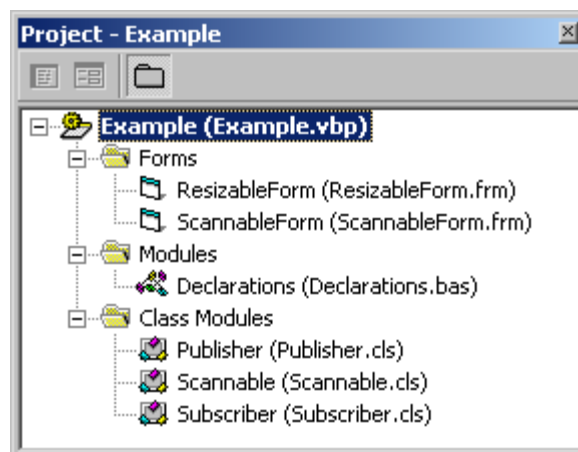 Project - Example
Example (Example.vbp)
Forms
ResizableForm (ResizableForm.frm)
ScannableForm (ScannableForm.frm)
Modules
Declarations (Declarations.bas)
Class Modules
Publisher (Publisher.cls)
Scannable (Scannable.cls)
Subscriber (Subscriber.cls)